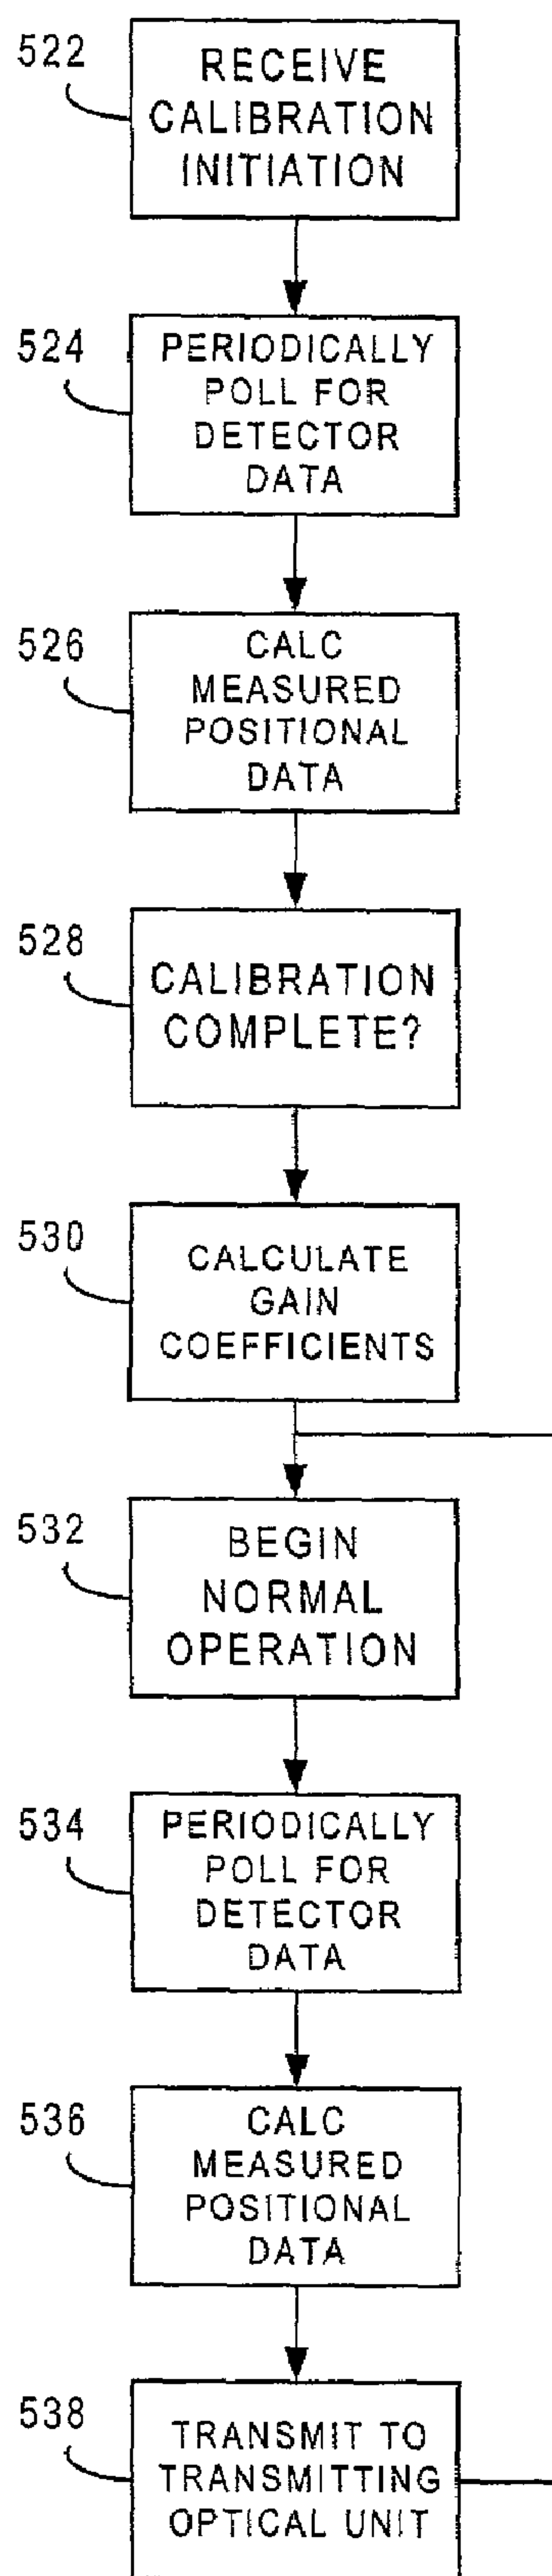 522
RECEIVE
CALIBRATION
INITIATION
524
PERIODICALLY
POLL FOR
DETECTOR
DATA
526
CALC
MEASURED
POSITIONAL
DATA
528
CALIBRATION
COMPLETE?
530
CALCULATE
GAIN
COEFFICIENTS
532
BEGIN
NORMAL
OPERATION
534
PERIODICALLY
POLL FOR
DETECTOR
DATA
536
CALC
MEASURED
POSITIONAL
DATA
538
TRANSMIT TO
TRANSMITTING
OPTICAL UNIT